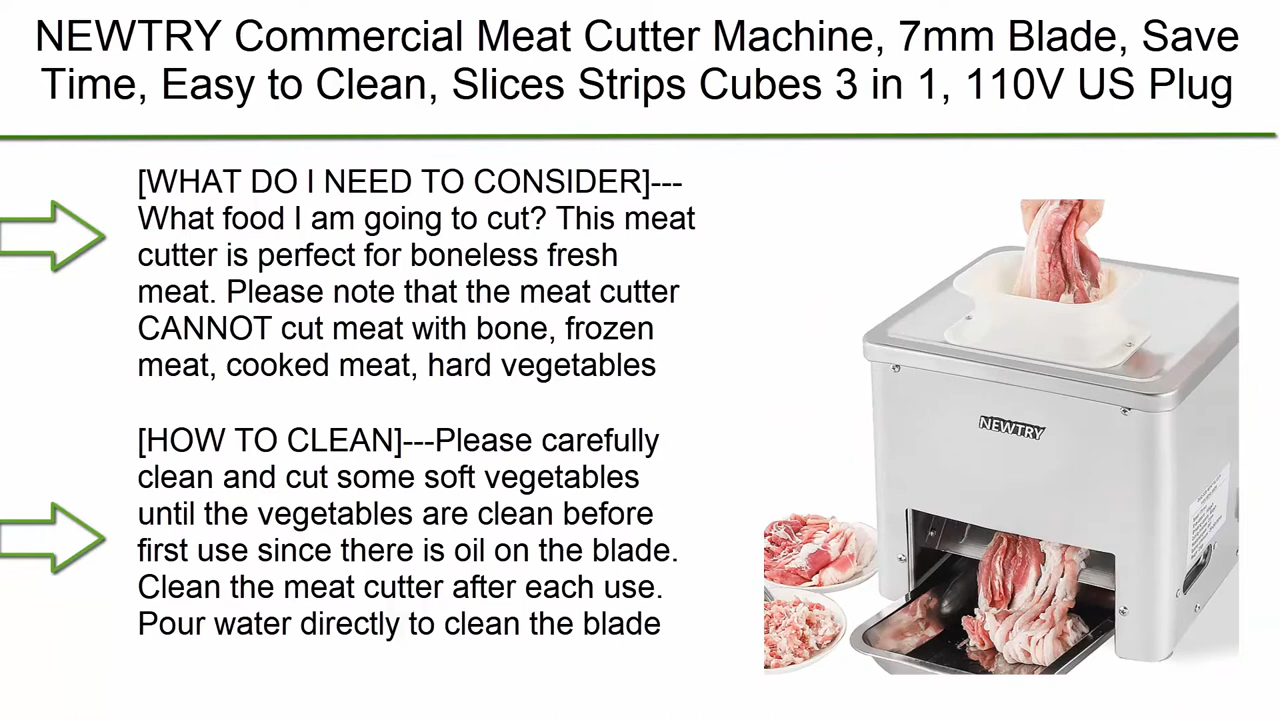 NEWTRY Commercial Meat Cutter Machine, 7mm Blade, Save
Time, Easy to Clean, Slices Strips Cubes 3 in 1, 110V US Plug
[WHAT DO I NEED TO CONSIDER]---
What food I am going to cut? This meat
cutter is perfect for boneless fresh
meat. Please note that the meat cutter
CANNOT cut meat with bone, frozen
meat, cooked meat, hard vegetables
[HOW TO CLEAN]---Please carefully
clean and cut some soft vegetables
until the vegetables are clean before
first use since there is oil on the blade.
Clean the meat cutter after each use.
Pour water directly to clean the blade
NEWTRY